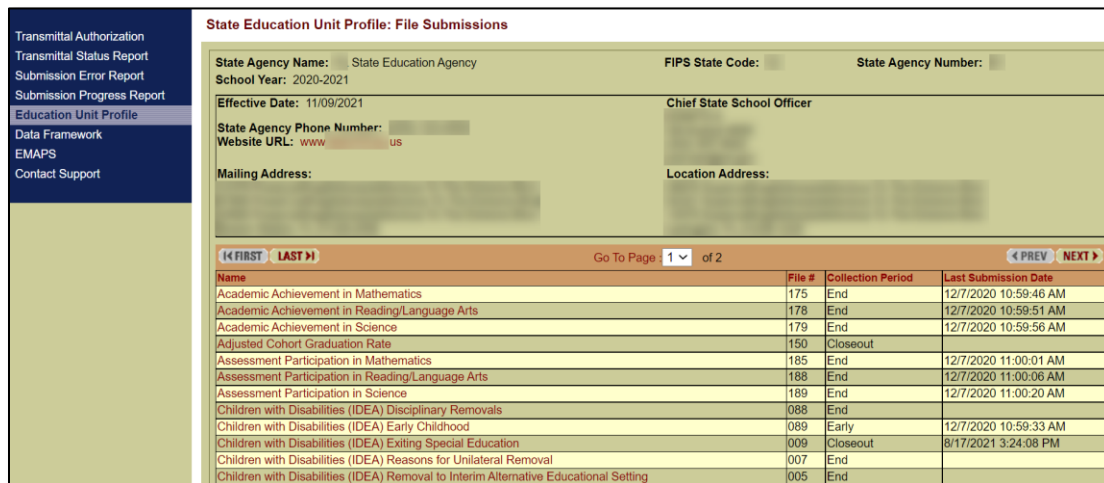 State Education Unit Profile: File Submissions
Transmittal Authorization
Transmittal Status Report
Submission Error Report
Submission Progress Report
Education Unit Profile
Data Framework
EMAPS
Contact Support
State Agency Name: State Education Agency FIPS State Code: State Agency Number:
School Year: 2020-2021
Effective Date: 11/09/2021 Chief State School Officer
State Agency Phone Number:
Website URL: www us
Mailing Address: Location Address:
FIRST LAST Go To Page : 1 of 2 PREV NEXT
Name File # Collection Period Last Submission Date
Academic Achievement in Mathematics 175 End 12/7/2020 10:59:46 AM
Academic Achievement in Reading/Language Arts 178 End 12/7/2020 10:59:51 AM
Academic Achievement in Science 179 End 12/7/2020 10:59:56 AM
Adjusted Cohort Graduation Rate 150 Closeout
Assessment Participation in Mathematics 185 End 12/7/2020 11:00:01 AM
Assessment Participation in Reading/Language Arts 188 End 12/7/2020 11:00:06 AM
Assessment Participation in Science 189 End 12/7/2020 11:00:20 AM
Children with Disabilities (IDEA) Disciplinary Removals 088 End
Children with Disabilities (IDEA) Early Childhood 089 Early 12/7/2020 10:59:33 AM
Children with Disabilities (IDEA) Exiting Special Education 009 Closeout 8/17/2021 3:24:08 PM
Children with Disabilities (IDEA) Reasons for Unilateral Removal 007 End
Children with Disabilities (IDEA) Removal to Interim Alternative Educational Setting 005 End